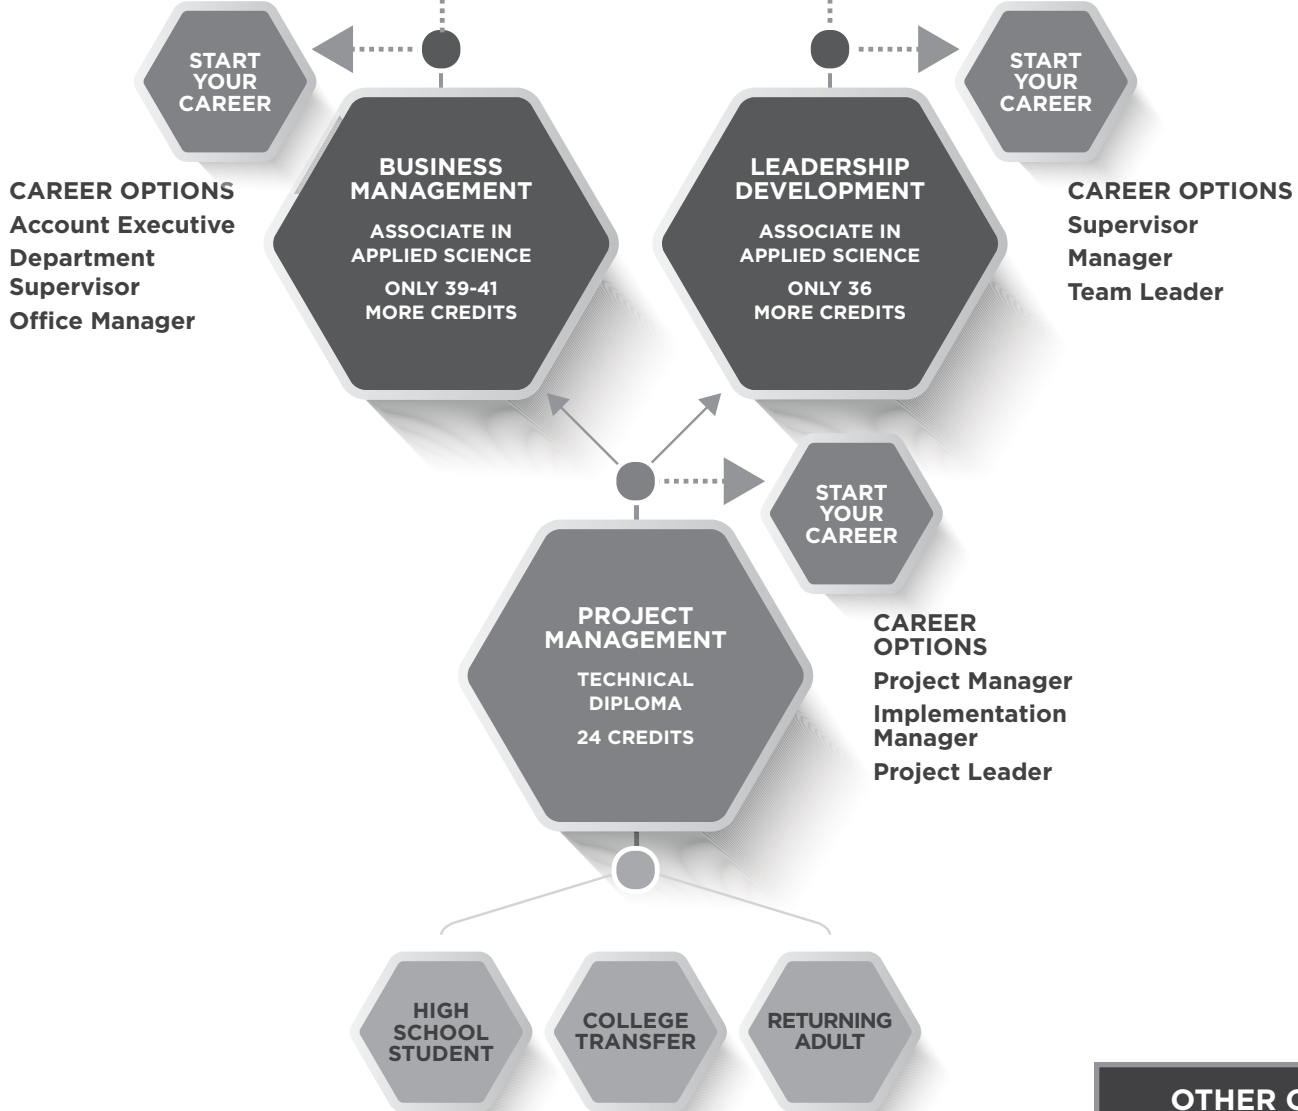 START
YOUR
CAREER
START
YOUR
CAREER
CAREER OPTIONS
Account Executive
Department
Supervisor
Office Manager
BUSINESS
MANAGEMENT
ASSOCIATE IN
APPLIED SCIENCE
ONLY 39-41
MORE CREDITS
LEADERSHIP
DEVELOPMENT
ASSOCIATE IN
APPLIED SCIENCE
ONLY 36
MORE CREDITS
CAREER OPTIONS
Supervisor
Manager
Team Leader
START
YOUR
CAREER
PROJECT
MANAGEMENT
TECHNICAL
DIPLOMA
24 CREDITS
CAREER
OPTIONS
Project Manager
Implementation
Manager
Project Leader
HIGH
SCHOOL
STUDENT
COLLEGE
TRANSFER
RETURNING
ADULT
OTHER